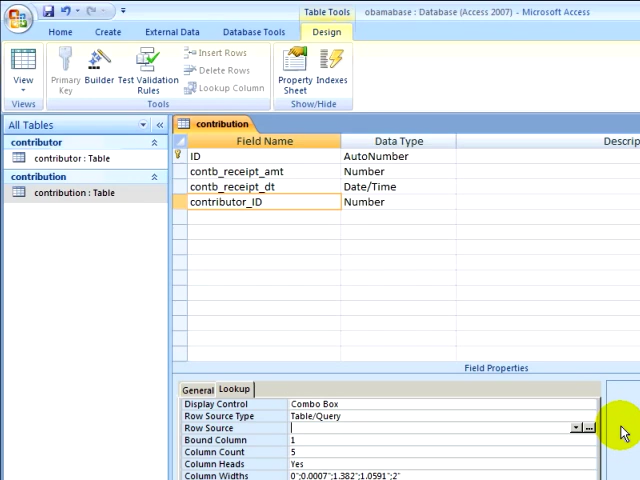 Table Tools
obamabase : Database (Access 2007) - Microsoft Access
Home
Create
External Data
Database Tools
Design
View
Primary
Key
Builder
Test Validation
Rules
Insert Rows
Delete Rows
Lookup Column
Property
Sheet
Indexes
Views
Tools
Show/Hide
All Tables
«
contributor
contributor : Table
contribution
contribution : Table
contribution
Field Name Data Type Descrip
ID AutoNumber
contb_receipt_amt Number
contb_receipt_dt Date/Time
contributor_ID Number
Field Properties
General Lookup
Display Control Combo Box
Row Source Type Table/Query
Row Source
Bound Column 1
Column Count 5
Column Heads Yes
Column Widths 0";0.0007";1.382";1.0591";2"